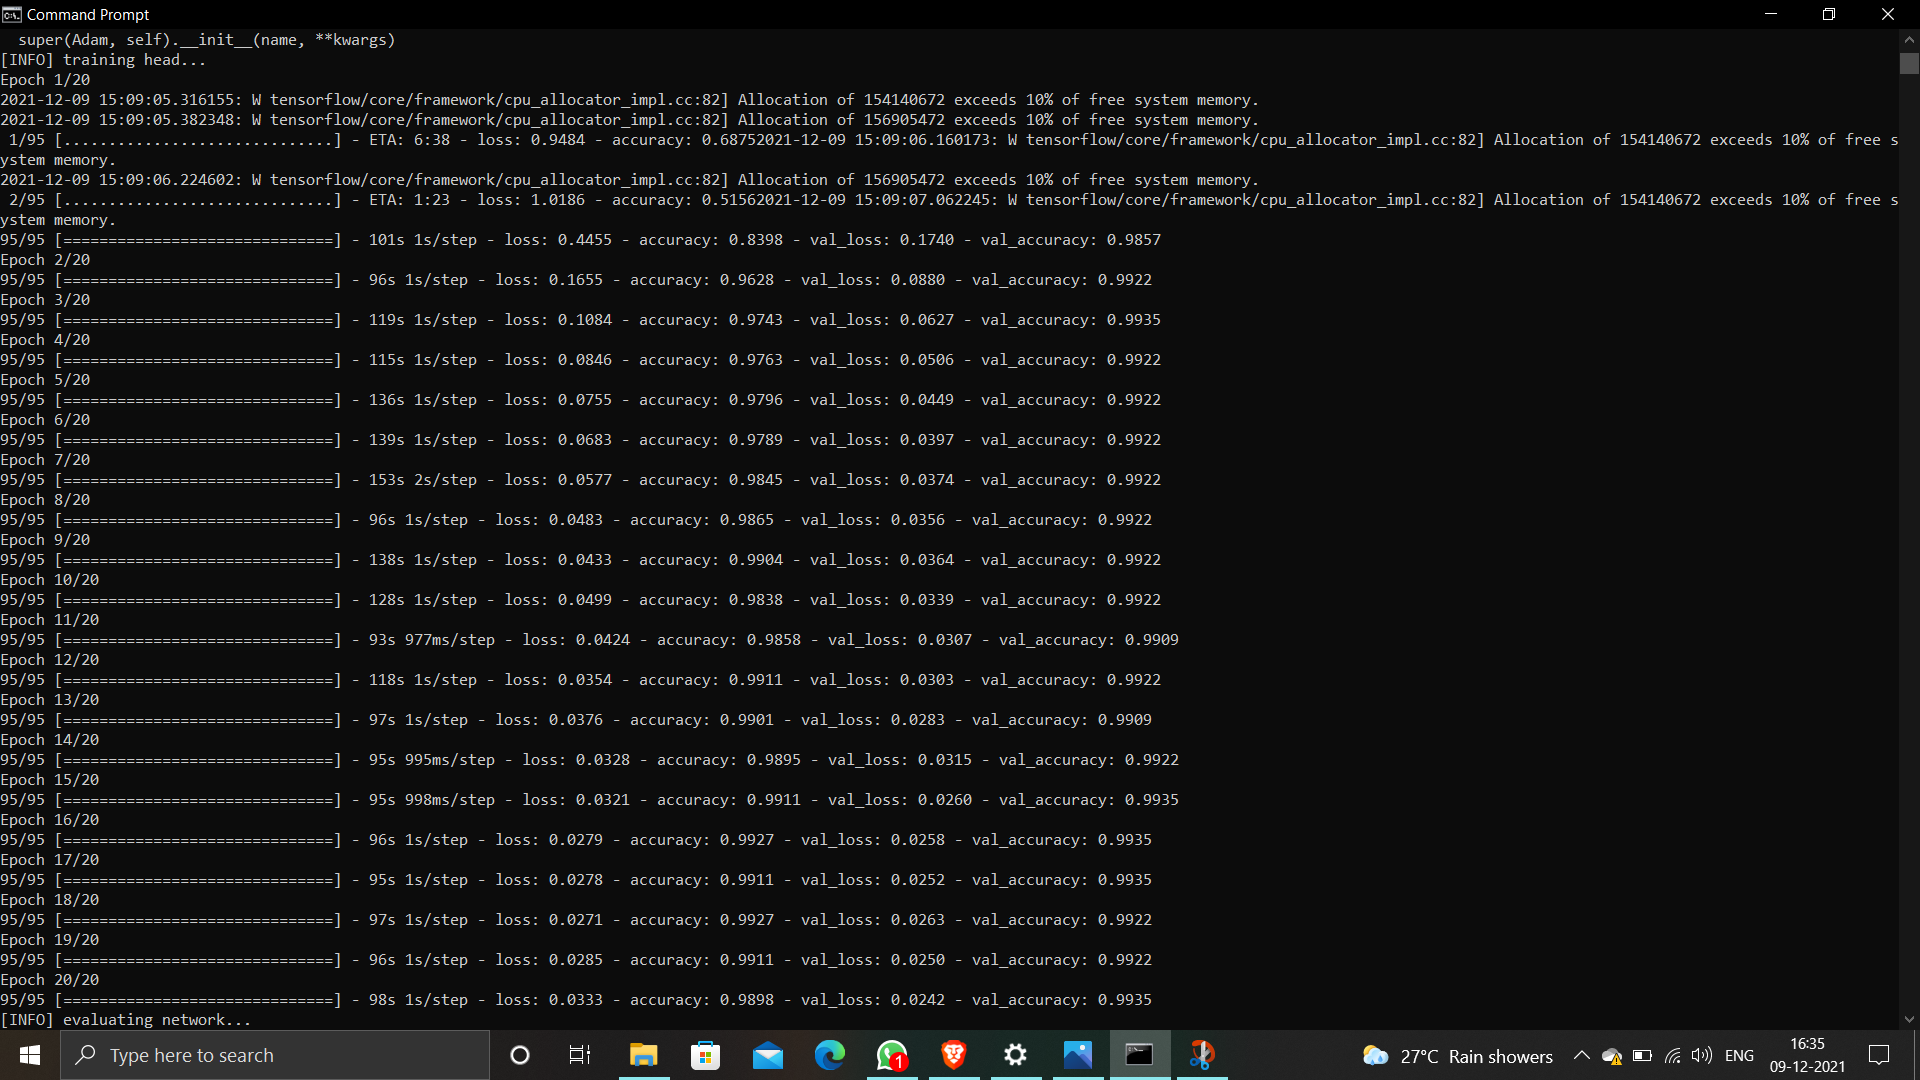 Command Prompt
super(Adam, self).__init__(name, **kwargs)
[INFO] training head...
Epoch 1/20
2021-12-09 15:09:05.316155: W tensorflow/core/framework/cpu_allocator_impl.cc:82] Allocation of 154140672 exceeds 10% of free system memory.
2021-12-09 15:09:05.382348: W tensorflow/core/framework/cpu_allocator_impl.cc:82] Allocation of 156905472 exceeds 10% of free system memory.
1/95 [..............................] - ETA: 6:38 - loss: 0.9484 - accuracy: 0.68752021-12-09 15:09:06.160173: W tensorflow/core/framework/cpu_allocator_impl.cc:82] Allocation of 154140672 exceeds 10% of free s
ystem memory.
2021-12-09 15:09:06.224602: W tensorflow/core/framework/cpu_allocator_impl.cc:82] Allocation of 156905472 exceeds 10% of free system memory.
2/95 [..............................] - ETA: 1:23 - loss: 1.0186 - accuracy: 0.51562021-12-09 15:09:07.062245: W tensorflow/core/framework/cpu_allocator_impl.cc:82] Allocation of 154140672 exceeds 10% of free s
ystem memory.
95/95 [==============================] - 101s 1s/step - loss: 0.4455 - accuracy: 0.8398 - val_loss: 0.1740 - val_accuracy: 0.9857
Epoch 2/20
95/95 [==============================] - 96s 1s/step - loss: 0.1655 - accuracy: 0.9628 - val_loss: 0.0880 - val_accuracy: 0.9922
Epoch 3/20
95/95 [==============================] - 119s 1s/step - loss: 0.1084 - accuracy: 0.9743 - val_loss: 0.0627 - val_accuracy: 0.9935
Epoch 4/20
95/95 [==============================] - 115s 1s/step - loss: 0.0846 - accuracy: 0.9763 - val_loss: 0.0506 - val_accuracy: 0.9922
Epoch 5/20
95/95 [==============================] - 136s 1s/step - loss: 0.0755 - accuracy: 0.9796 - val_loss: 0.0449 - val_accuracy: 0.9922
Epoch 6/20
95/95 [==============================] - 139s 1s/step - loss: 0.0683 - accuracy: 0.9789 - val_loss: 0.0397 - val_accuracy: 0.9922
Epoch 7/20
95/95 [==============================] - 153s 2s/step - loss: 0.0577 - accuracy: 0.9845 - val_loss: 0.0374 - val_accuracy: 0.9922
Epoch 8/20
95/95 [==============================] - 96s 1s/step - loss: 0.0483 - accuracy: 0.9865 - val_loss: 0.0356 - val_accuracy: 0.9922
Epoch 9/20
95/95 [==============================] - 138s 1s/step - loss: 0.0433 - accuracy: 0.9904 - val_loss: 0.0364 - val_accuracy: 0.9922
Epoch 10/20
95/95 [==============================] - 128s 1s/step - loss: 0.0499 - accuracy: 0.9838 - val_loss: 0.0339 - val_accuracy: 0.9922
Epoch 11/20
95/95 [==============================] - 93s 977ms/step - loss: 0.0424 - accuracy: 0.9858 - val_loss: 0.0307 - val_accuracy: 0.9909
Epoch 12/20
95/95 [==============================] - 118s 1s/step - loss: 0.0354 - accuracy: 0.9911 - val_loss: 0.0303 - val_accuracy: 0.9922
Epoch 13/20
95/95 [==============================] - 97s 1s/step - loss: 0.0376 - accuracy: 0.9901 - val_loss: 0.0283 - val_accuracy: 0.9909
Epoch 14/20
95/95 [==============================] - 95s 995ms/step - loss: 0.0328 - accuracy: 0.9895 - val_loss: 0.0315 - val_accuracy: 0.9922
Epoch 15/20
95/95 [==============================] - 95s 998ms/step - loss: 0.0321 - accuracy: 0.9911 - val_loss: 0.0260 - val_accuracy: 0.9935
Epoch 16/20
95/95 [==============================] - 96s 1s/step - loss: 0.0279 - accuracy: 0.9927 - val_loss: 0.0258 - val_accuracy: 0.9935
Epoch 17/20
95/95 [==============================] - 95s 1s/step - loss: 0.0278 - accuracy: 0.9911 - val_loss: 0.0252 - val_accuracy: 0.9935
Epoch 18/20
95/95 [==============================] - 97s 1s/step - loss: 0.0271 - accuracy: 0.9927 - val_loss: 0.0263 - val_accuracy: 0.9922
Epoch 19/20
95/95 [==============================] - 96s 1s/step - loss: 0.0285 - accuracy: 0.9911 - val_loss: 0.0250 - val_accuracy: 0.9922
Epoch 20/20
95/95 [==============================] - 98s 1s/step - loss: 0.0333 - accuracy: 0.9898 - val_loss: 0.0242 - val_accuracy: 0.9935
[INFO] evaluating network...
Type here to search
1
27°C Rain showers
ENG
16:35
09-12-2021